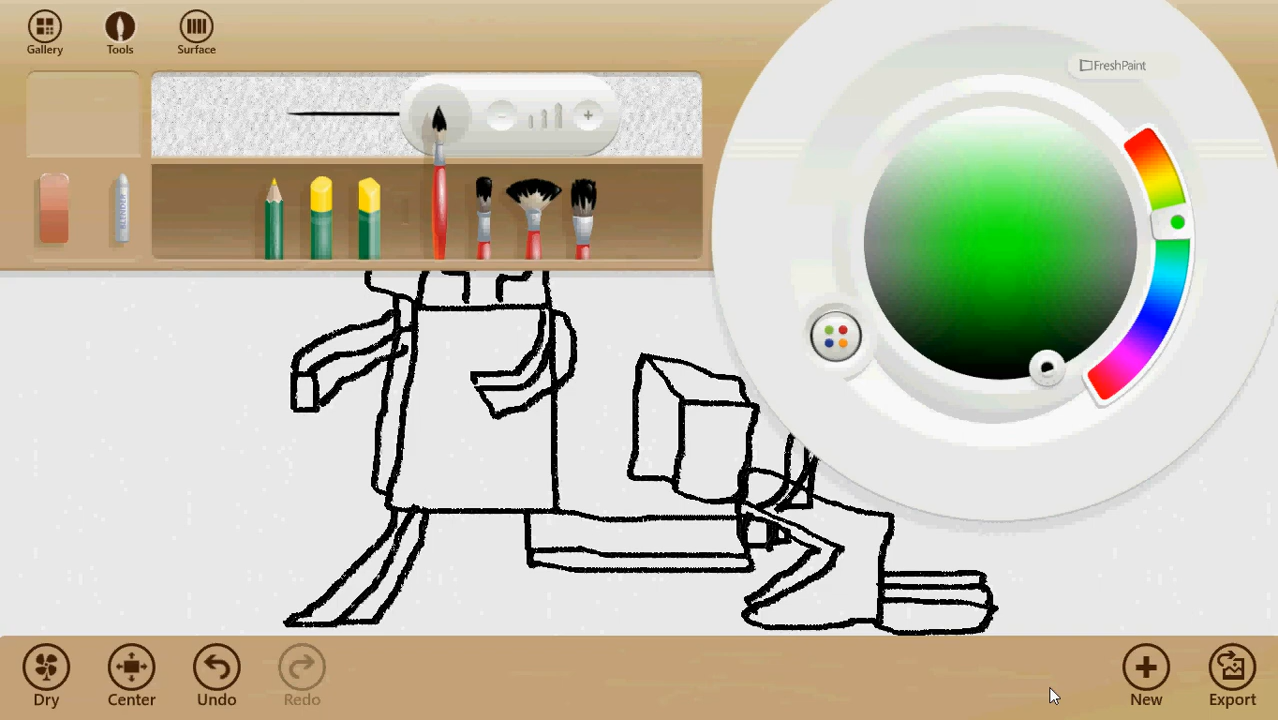 Gallery
Tools
Surface
FreshPaint
Dry
Center
Undo
Redo
New
Export